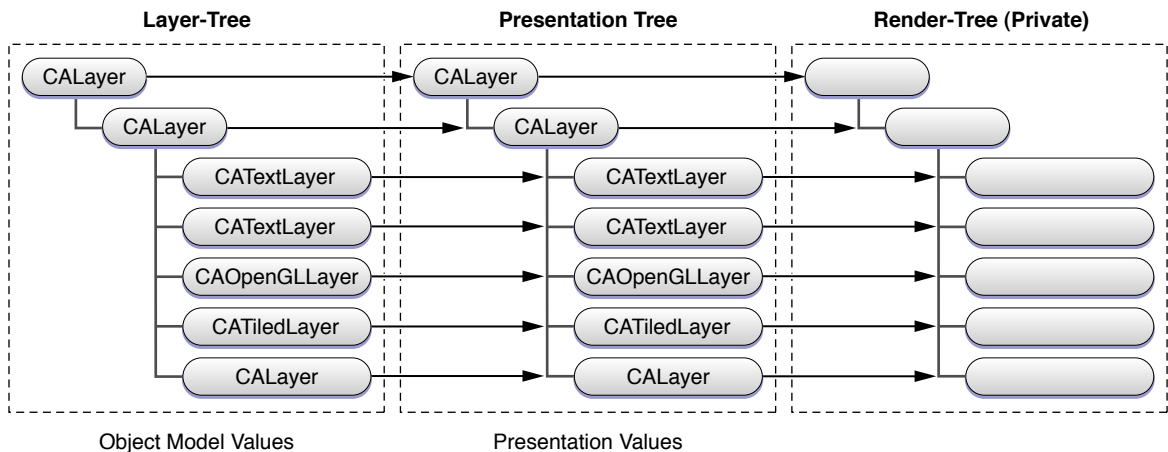 Layer-Tree
Presentation Tree
Render-Tree (Private)
CALayer
CALayer
CATextLayer
CATextLayer
CAOpenGLLayer
CATiledLayer
CALayer
CALayer
CALayer
CATextLayer
CATextLayer
CAOpenGLLayer
CATiledLayer
CALayer
Object Model Values
Presentation Values